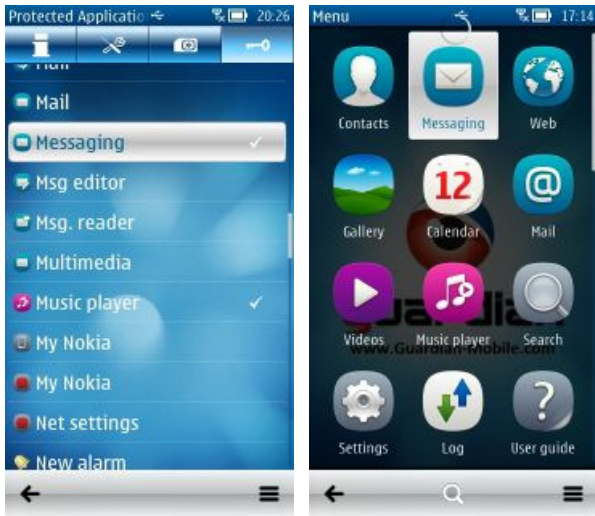 Protected Applicatio
20:26
Mail
Messaging
Msg editor
Msg. reader
Multimedia
Music player
My Nokia
My Nokia
Net settings
New alarm
Menu
17:14
Contacts
Messaging
Web
12
Gallery
Calendar
@
Mail
Videos
Music player
Search
guardian
www.Guardian-Mobile.com
Settings
Log
?
User guide